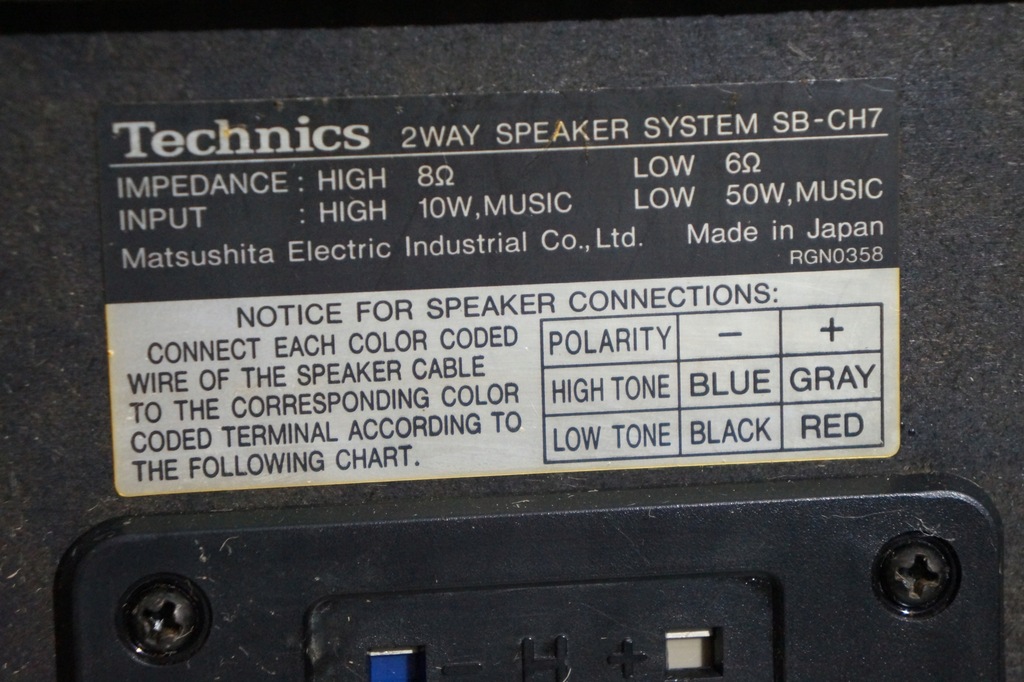 Technics 2WAY SPEAKER SYSTEM SB-CH7
IMPEDANCE : HIGH 8Ω LOW 6Ω
INPUT : HIGH 10W,MUSIC LOW 50W,MUSIC
Matsushita Electric Industrial Co., Ltd. Made in Japan
RGN0358
NOTICE FOR SPEAKER CONNECTIONS:
CONNECT EACH COLOR CODED
WIRE OF THE SPEAKER CABLE
TO THE CORRESPONDING COLOR
CODED TERMINAL ACCORDING TO
THE FOLLOWING CHART.
POLARITY − +
HIGH TONE BLUE GRAY
LOW TONE BLACK RED
− H +